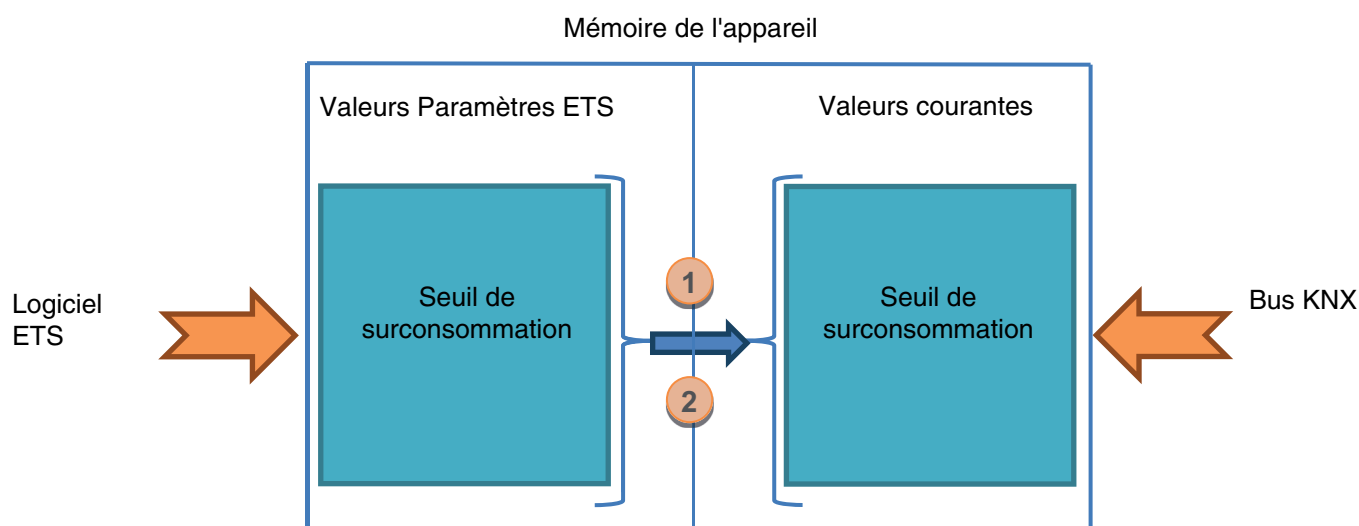 Mémoire de l'appareil
Valeurs Paramètres ETS
Valeurs courantes
Logiciel
ETS
Seuil de
surconsommation
1
2
Seuil de
surconsommation
Bus KNX